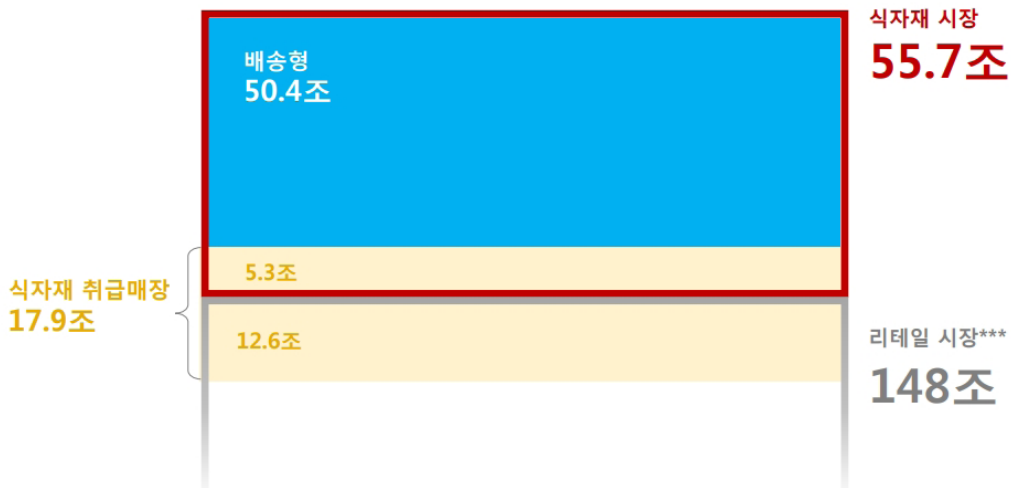 식자재 시장
55.7조
배송형
50.4조
5.3조
식자재 취급매장
17.9조
12.6조
리테일 시장***
148조